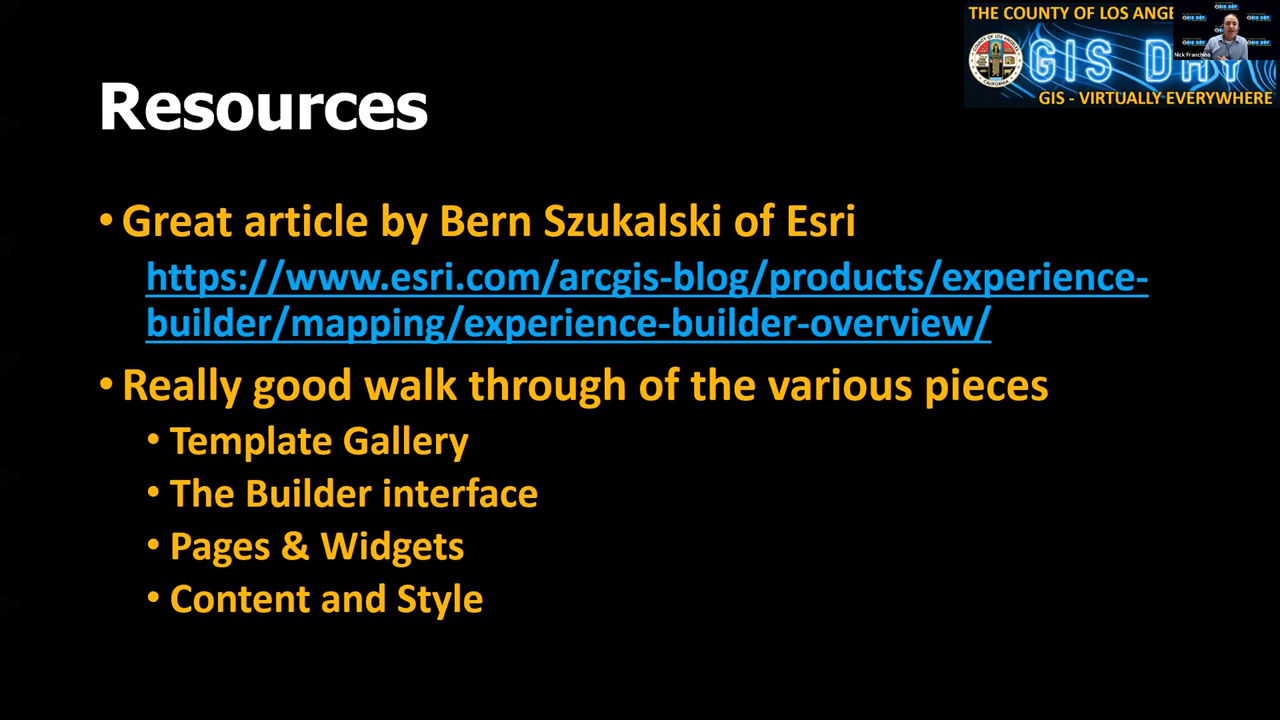 THE COUNTY OF LOS ANGE
GIS DAY
GIS - VIRTUALLY EVERYWHERE
Resources
• Great article by Bern Szukalski of Esri
https://www.esri.com/arcgis-blog/products/experience-
builder/mapping/experience-builder-overview/
• Really good walk through of the various pieces
• Template Gallery
• The Builder interface
• Pages & Widgets
• Content and Style